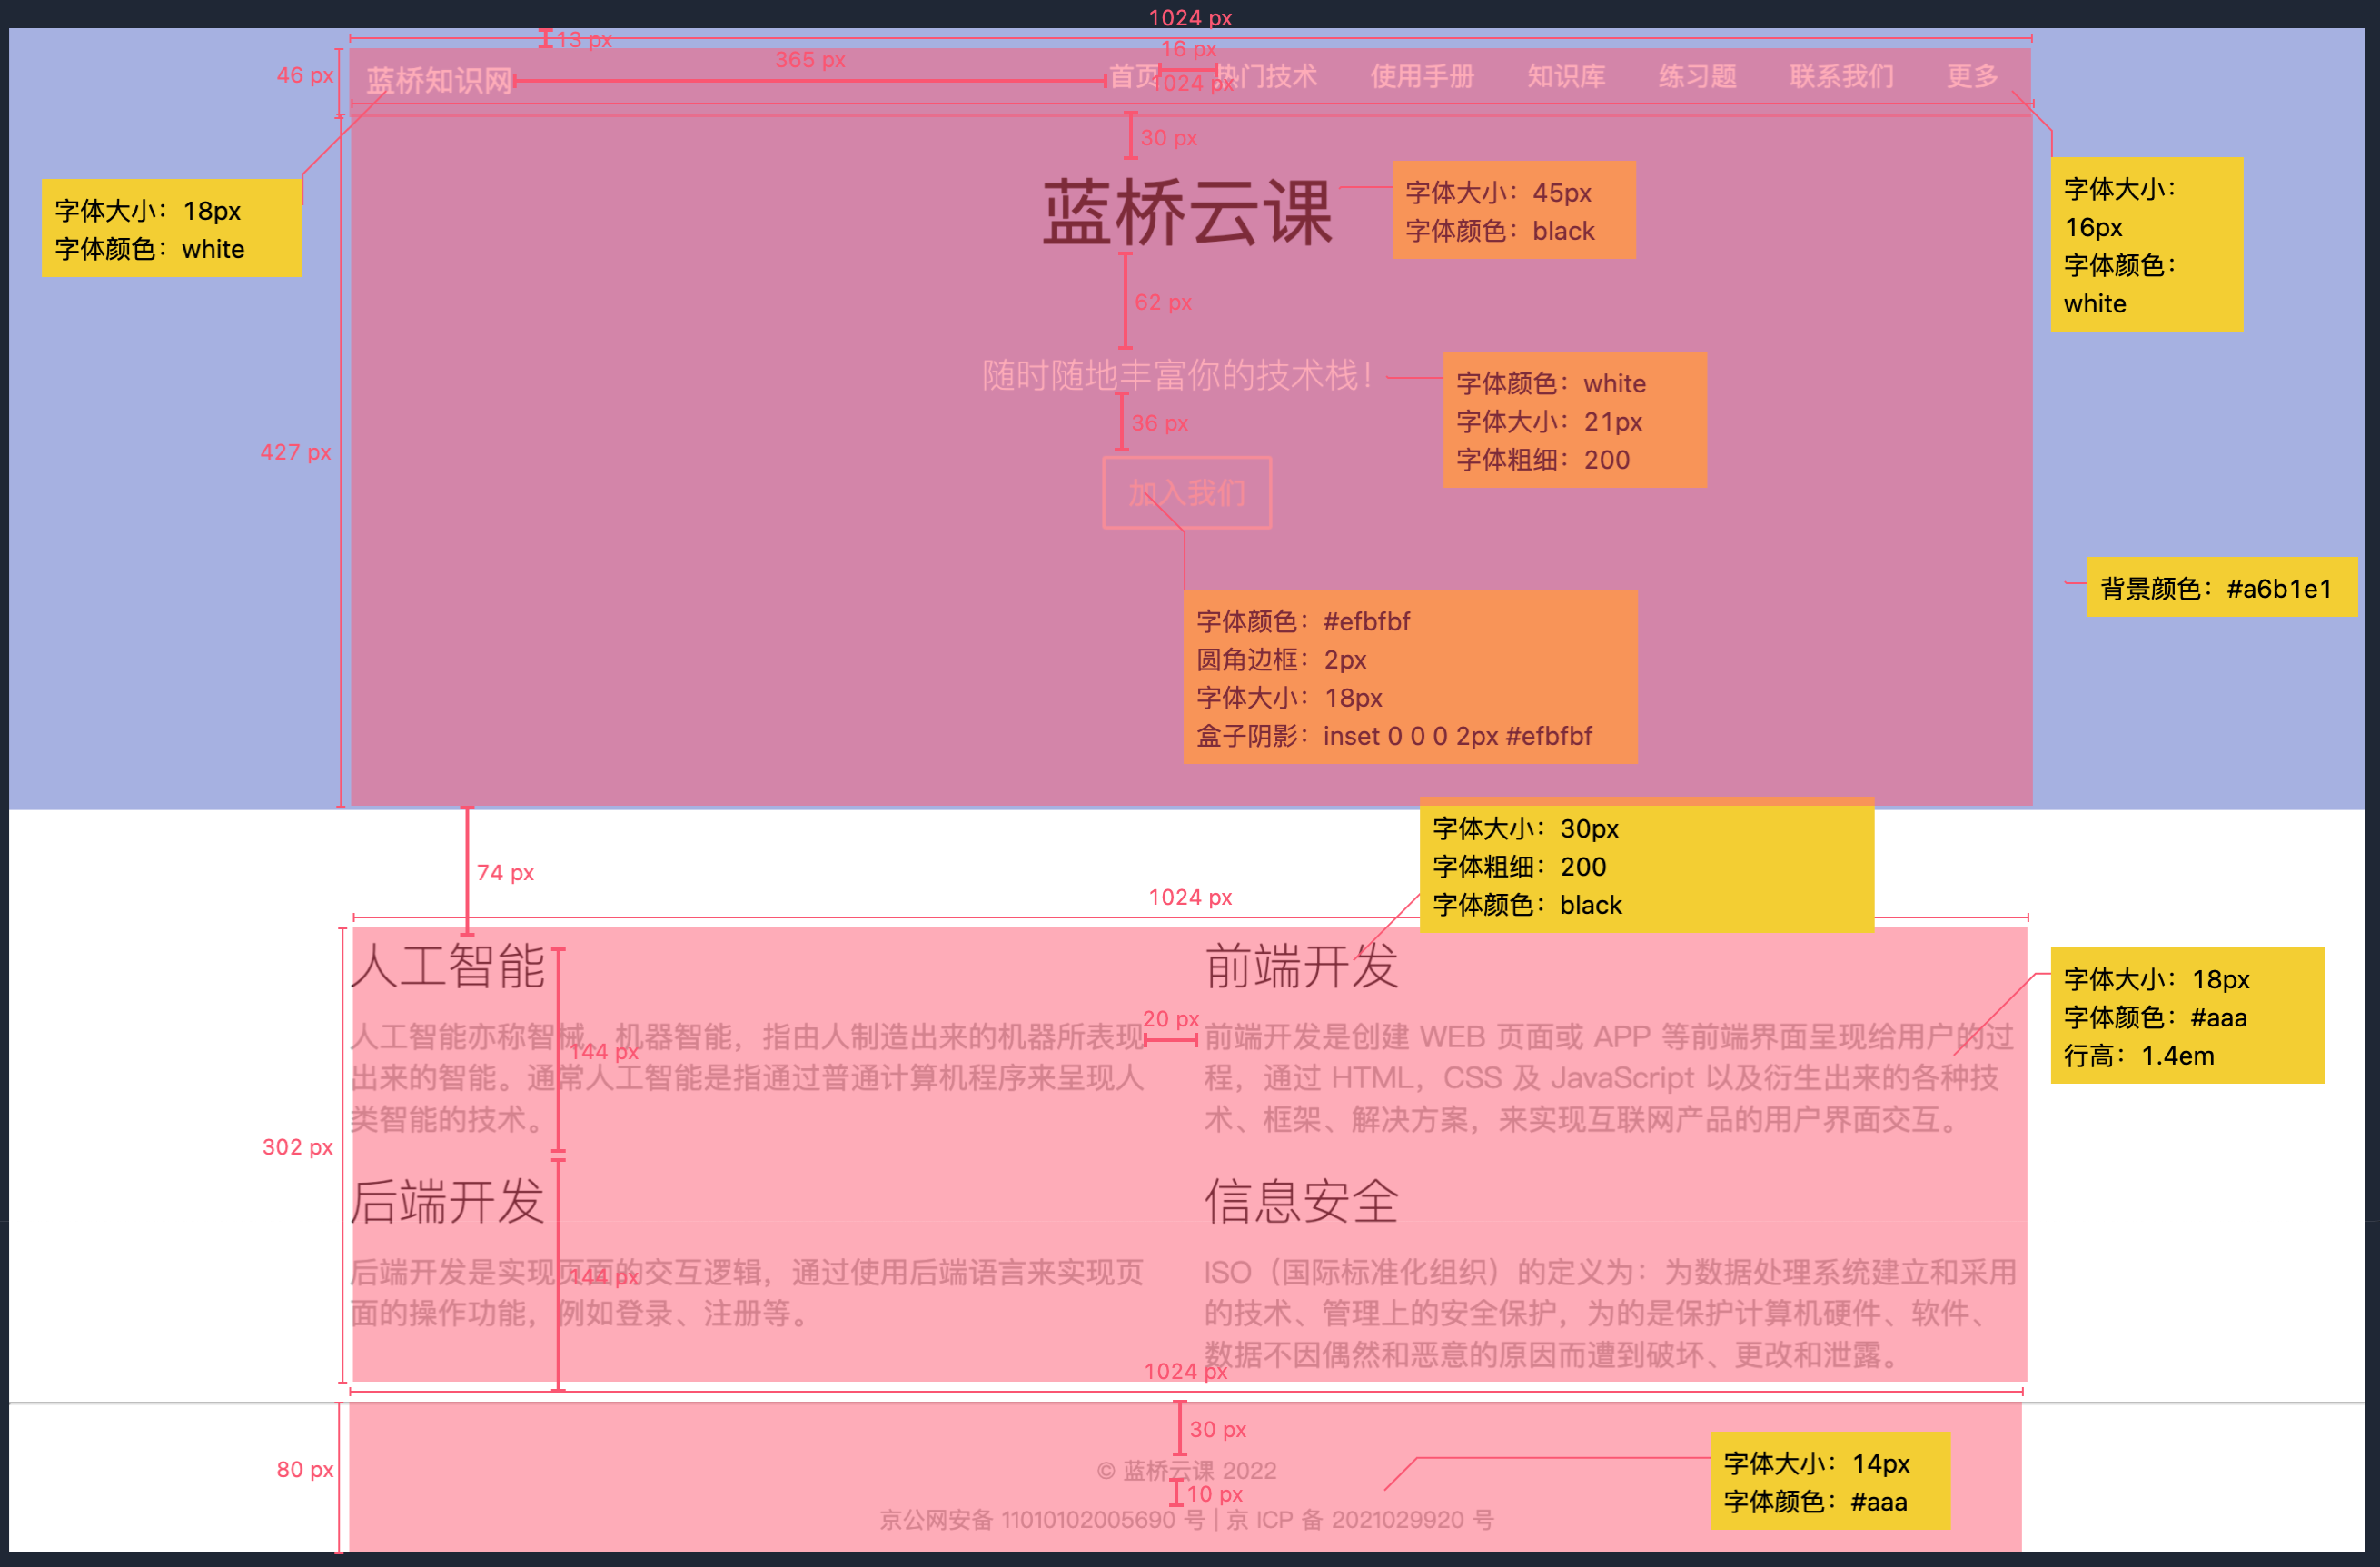 1024 px
13 px
46 px
蓝桥知识网
365 px
16 px
首页 热门技术 使用手册 知识库 练习题 联系我们 更多
1024 px
30 px
字体大小：18px
字体颜色：white
蓝桥云课
字体大小：45px
字体颜色：black
字体大小：
16px
字体颜色：
white
62 px
随时随地丰富你的技术栈！
字体颜色：white
字体大小：21px
字体粗细：200
36 px
427 px
加入我们
背景颜色：#a6b1e1
字体颜色：#efbfbf
圆角边框：2px
字体大小：18px
盒子阴影：inset 0 0 0 2px #efbfbf
74 px
字体大小：30px
字体粗细：200
字体颜色：black
1024 px
人工智能
人工智能亦称智械、机器智能，指由人制造出来的机器所表现
出来的智能。通常人工智能是指通过普通计算机程序来呈现人
类智能的技术。
144 px
20 px
前端开发
前端开发是创建 WEB 页面或 APP 等前端界面呈现给用户的过
程，通过 HTML，CSS 及 JavaScript 以及衍生出来的各种技
术、框架、解决方案，来实现互联网产品的用户界面交互。
字体大小：18px
字体颜色：#aaa
行高：1.4em
302 px
后端开发
后端开发是实现页面的交互逻辑，通过使用后端语言来实现页
面的操作功能，例如登录、注册等。
144 px
信息安全
ISO（国际标准化组织）的定义为：为数据处理系统建立和采用
的技术、管理上的安全保护，为的是保护计算机硬件、软件、
数据不因偶然和恶意的原因而遭到破坏、更改和泄露。
1024 px
30 px
80 px
© 蓝桥云课 2022
10 px
京公网安备 11010102005690 号 | 京 ICP 备 2021029920 号
字体大小：14px
字体颜色：#aaa